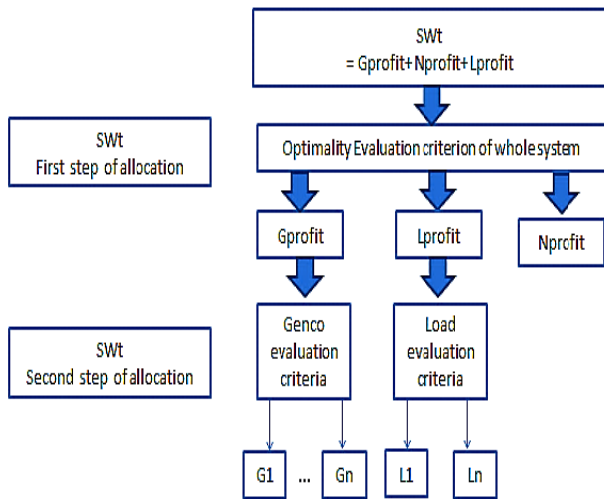 SWt
= Gprofit+ Nprofit+ Lprofit
SWt
First step of allocation
Optimality Evaluation criterion of whole system
Gprofit
Lprofit
Nprofit
SWt
Second step of allocation
Genco
evaluation
criteria
Load
evaluation
criteria
G1
...
Gn
L1
Ln